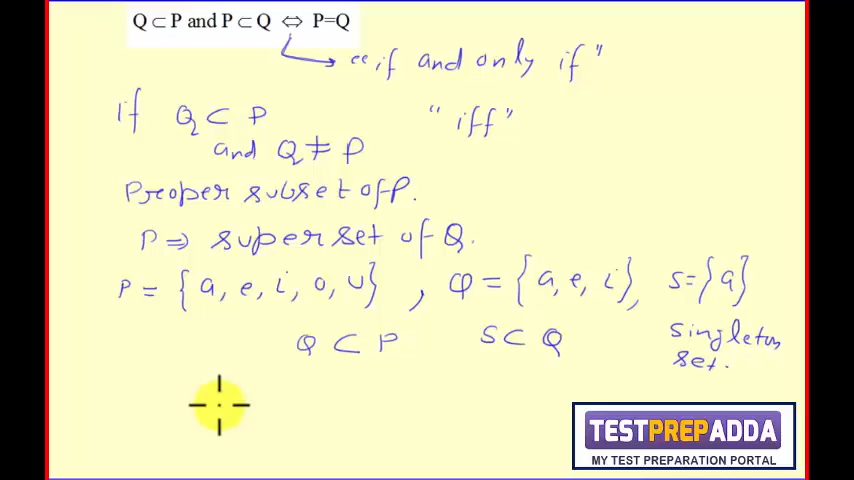 Q ⊂ P and P ⊂ Q ⇔ P=Q
"if and only if"
if Q ⊂ P "iff"
and Q ≠ P
Proper subset of P.
P ⇒ superset of Q.
P = {a, e, i, o, u}, Q = {a, e, i}, S = {a}
Q ⊂ P S ⊂ Q singleton
set.
TESTPREPADDA
MY TEST PREPARATION PORTAL